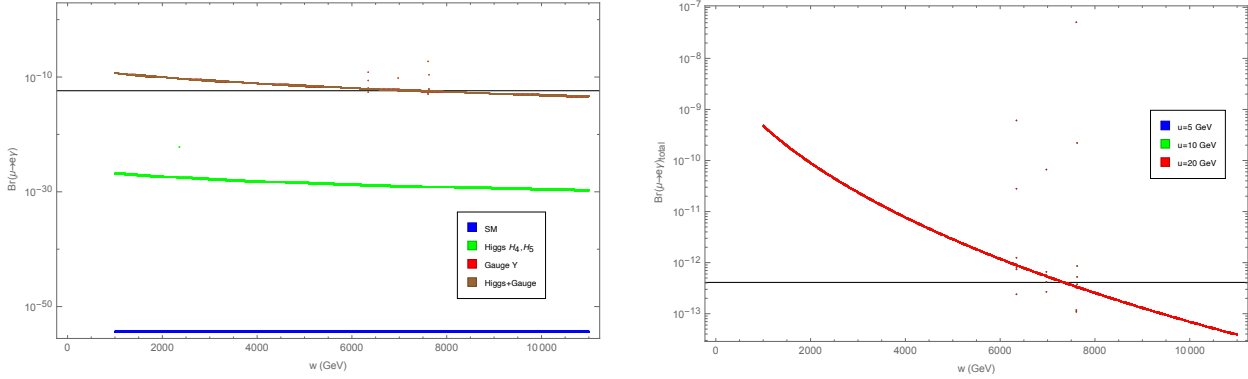 Br(μ→eγ)
10⁻¹⁰
10⁻³⁰
10⁻⁵⁰
SM
Higgs H₄,H₅
Gauge Y
Higgs+Gauge
0 2000 4000 6000 8000 10 000
w (GeV)
Br(μ→eγ)total
10⁻⁷
10⁻⁸
10⁻⁹
10⁻¹⁰
10⁻¹¹
10⁻¹²
10⁻¹³
u=5 GeV
u=10 GeV
u=20 GeV
0 2000 4000 6000 8000 10 000
w (GeV)